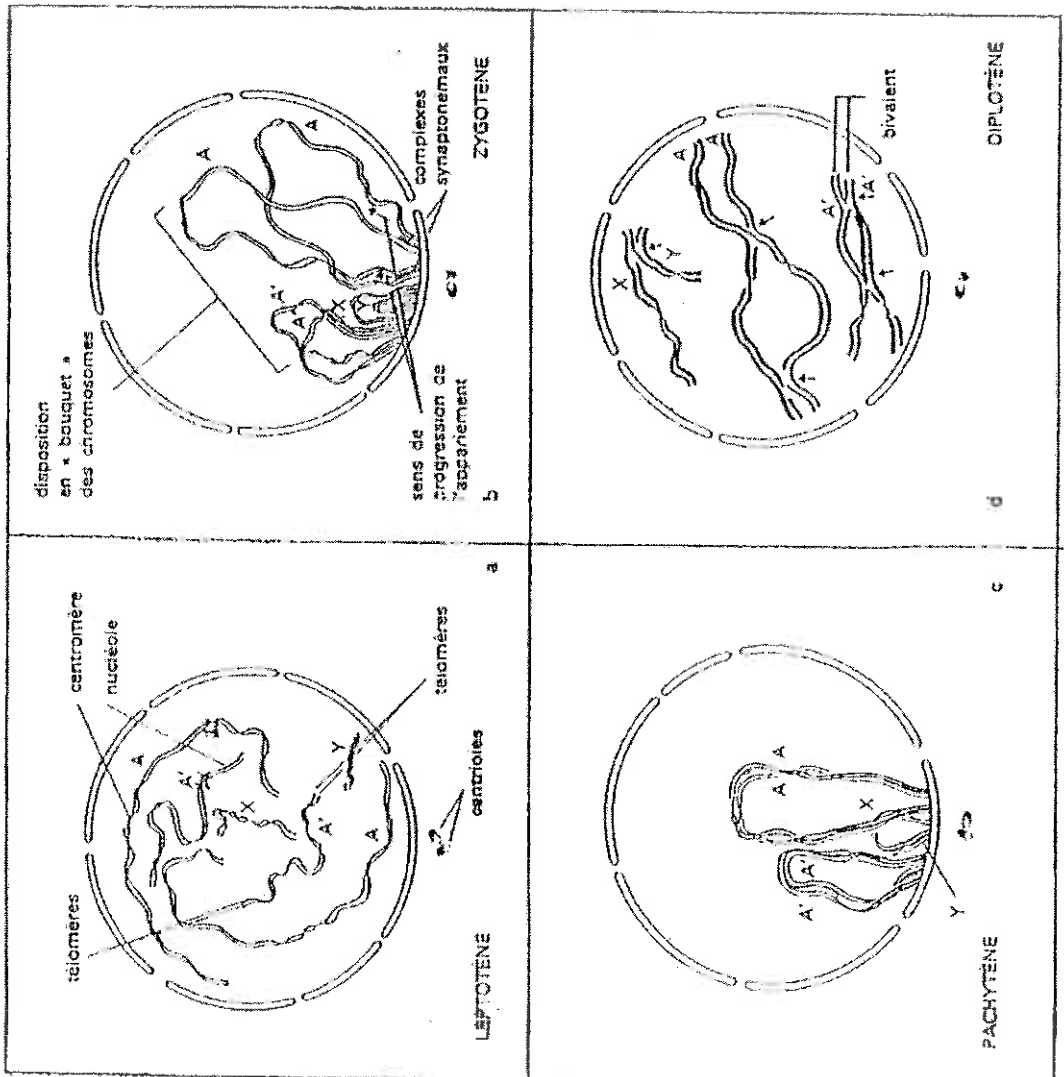 télomères
centromère
nucléole
A
A'
A
X
A'
Y
A
télomères
centrioles
LEPTOTÈNE
a
disposition
en « bouquet »
des chromosomes
A
A
A'
A
X
Y
A'
complexes
synaptonémaux
sens de
progression de
l'appariement
ZYGOTÈNE
b
A
A'
A
A'
X
Y
PACHYTÈNE
c
X
Y
A
A
A'
A'
bivalent
DIPLOTÈNE
d